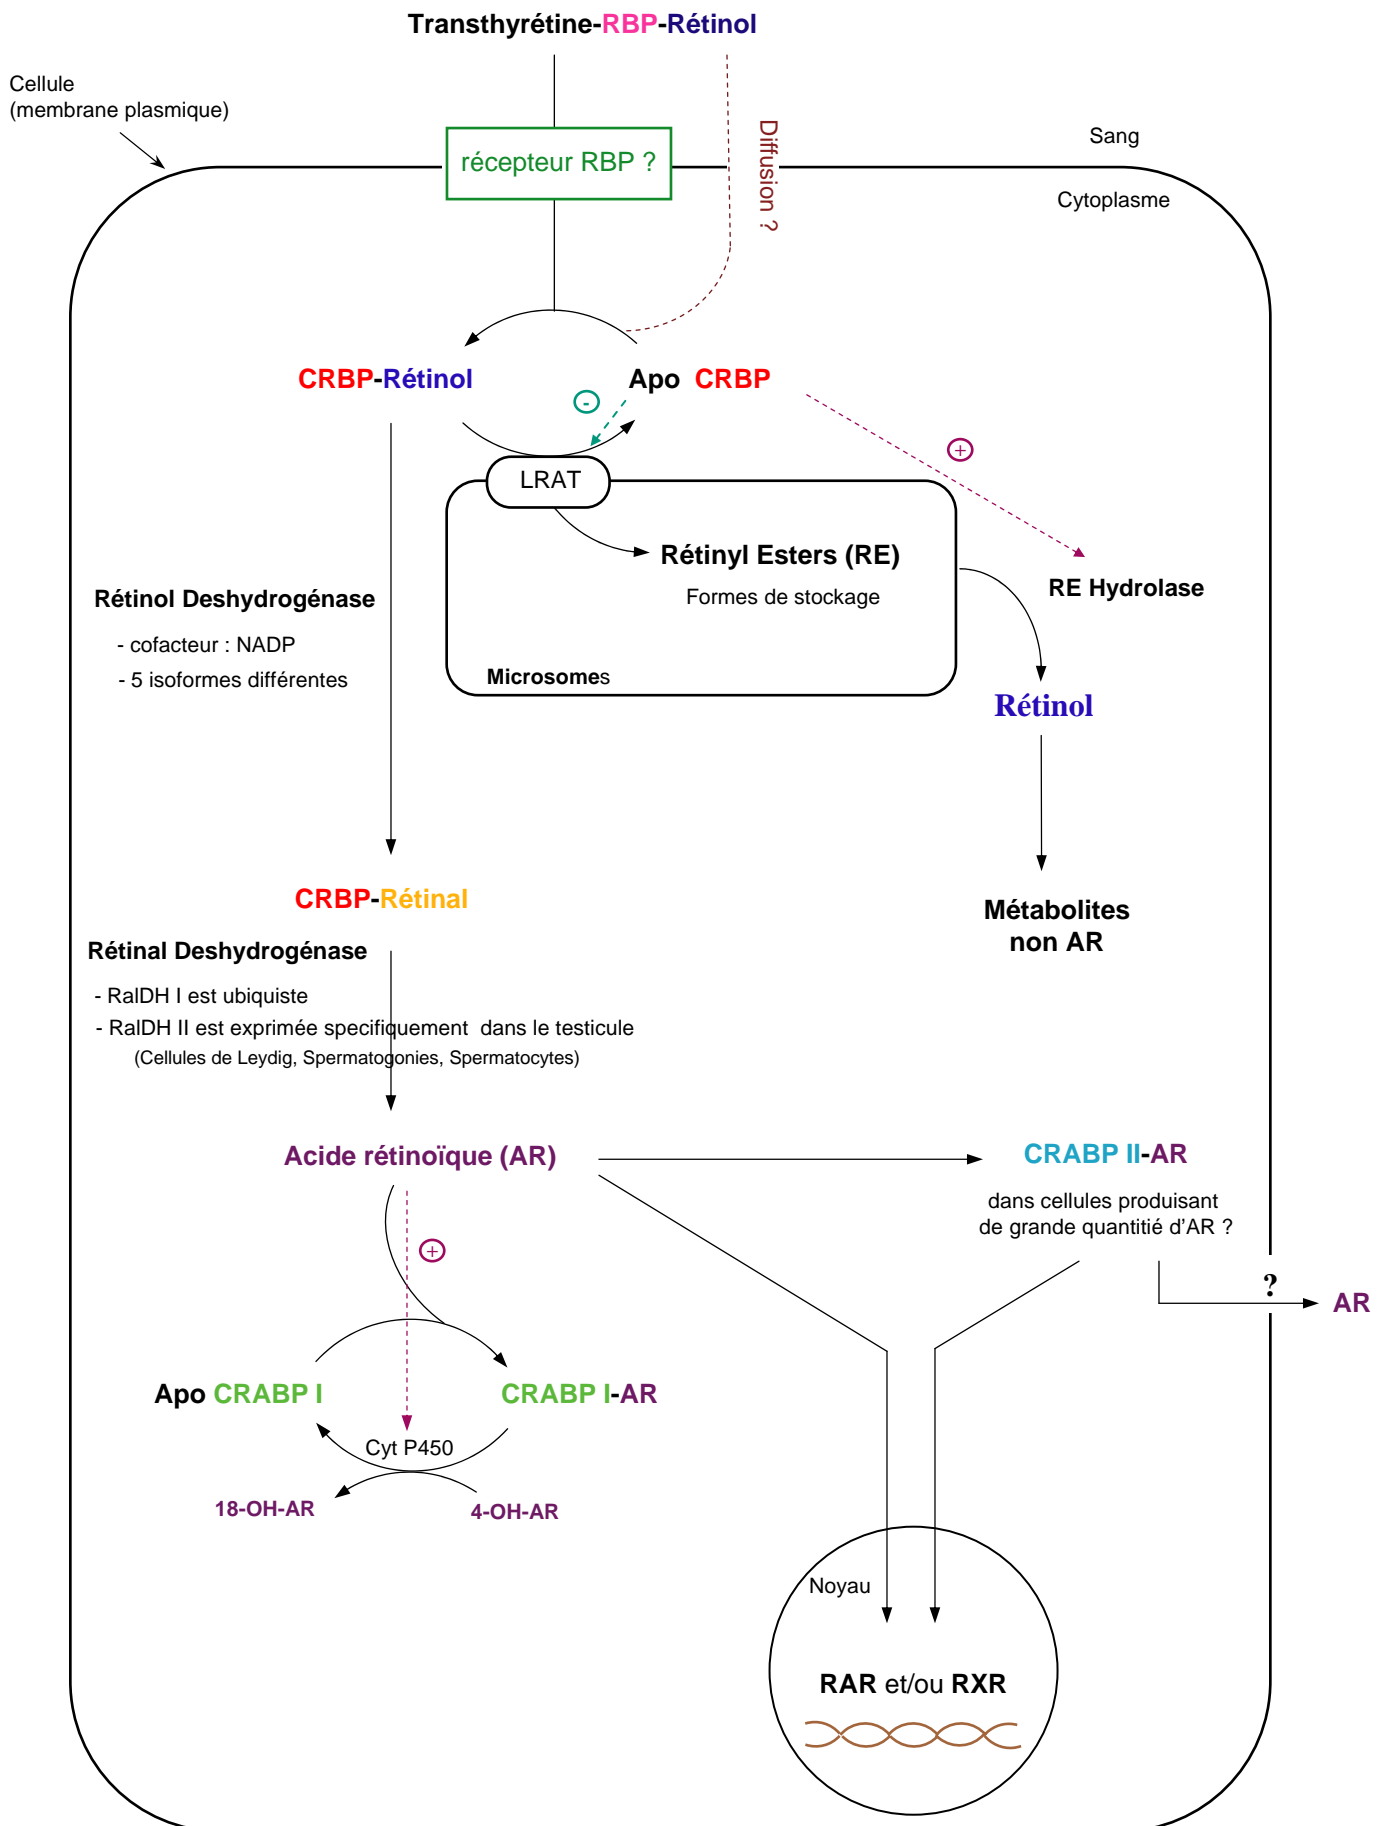 Transthyrétine-RBP-Rétinol
Cellule
(membrane plasmique)
Diffusion ?
Sang
récepteur RBP ?
Cytoplasme
CRBP-Rétinol
Apo CRBP
-
+
LRAT
Rétinyl Esters (RE)
Formes de stockage
RE Hydrolase
Rétinol Deshydrogénase
- cofacteur : NADP
- 5 isoformes différentes
Microsomes
Rétinol
CRBP-Rétinal
Métabolites
non AR
Rétinal Deshydrogénase
- RalDH I est ubiquiste
- RalDH II est exprimée specifiquement dans le testicule
(Cellules de Leydig, Spermatogonies, Spermatocytes)
Acide rétinoïque (AR)
CRABP II-AR
dans cellules produisant
de grande quantitié d'AR ?
+
?
AR
Apo CRABP I
CRABP I-AR
Cyt P450
18-OH-AR
4-OH-AR
Noyau
RAR et/ou RXR